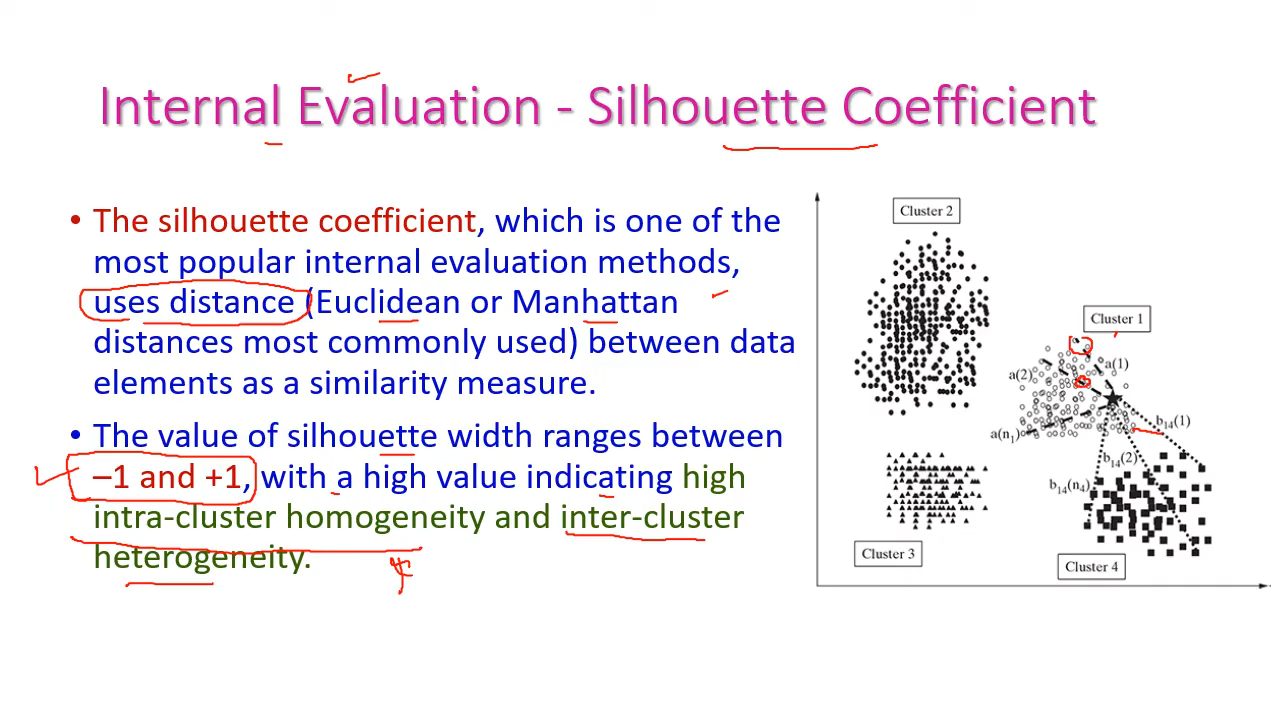 Internal Evaluation - Silhouette Coefficient
• The silhouette coefficient, which is one of the
most popular internal evaluation methods,
uses distance (Euclidean or Manhattan
distances most commonly used) between data
elements as a similarity measure.
• The value of silhouette width ranges between
–1 and +1, with a high value indicating high
intra-cluster homogeneity and inter-cluster
heterogeneity.
Cluster 2
Cluster 1
a(1)
a(2)
b14(1)
a(n1)
b14(2)
b14(n4)
Cluster 3
Cluster 4